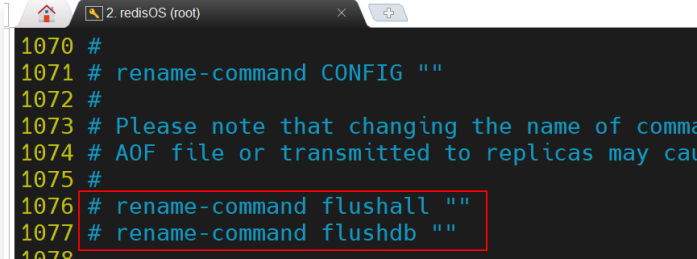 2. redisOS (root)
1070 #
1071 # rename-command CONFIG ""
1072 #
1073 # Please note that changing the name of comma
1074 # AOF file or transmitted to replicas may cau
1075 #
1076 # rename-command flushall ""
1077 # rename-command flushdb ""
1078